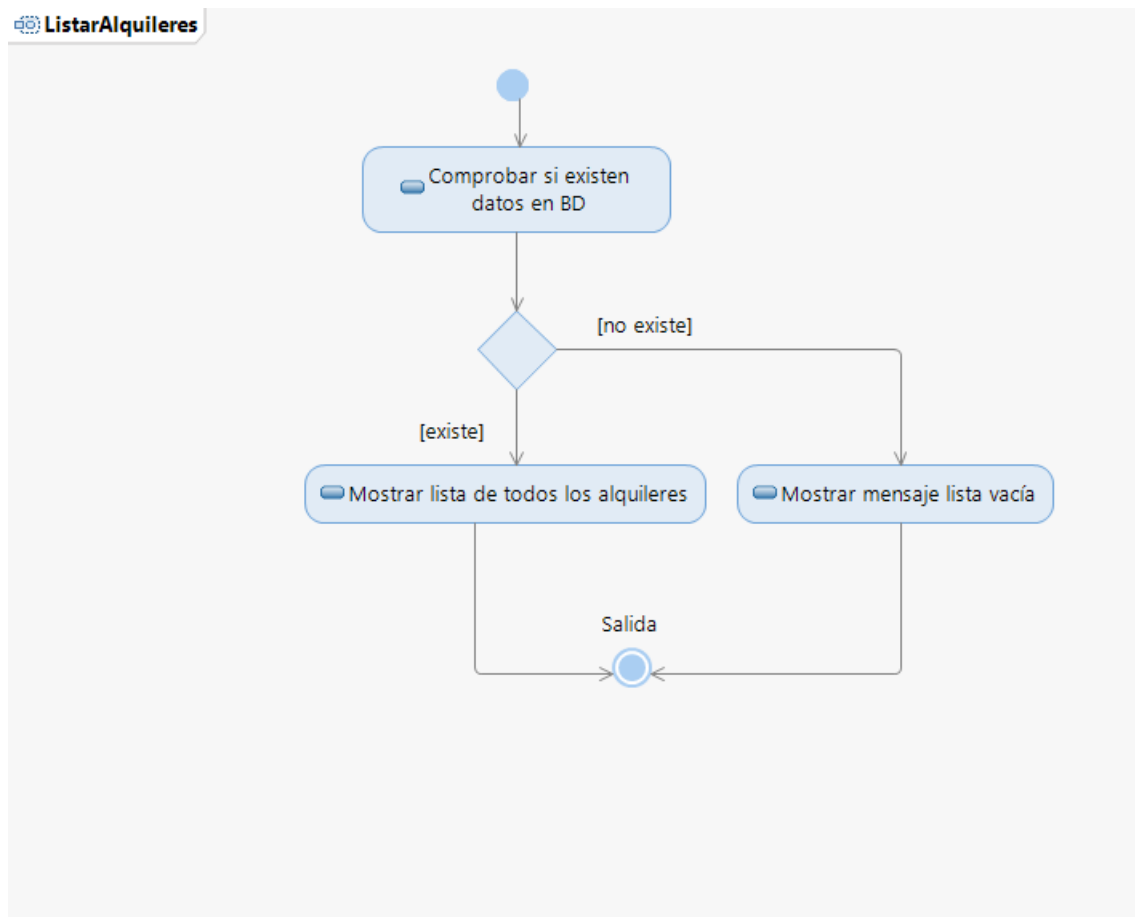 ListarAlquileres
Comprobar si existen
datos en BD
[no existe]
[existe]
Mostrar lista de todos los alquileres
Mostrar mensaje lista vacía
Salida